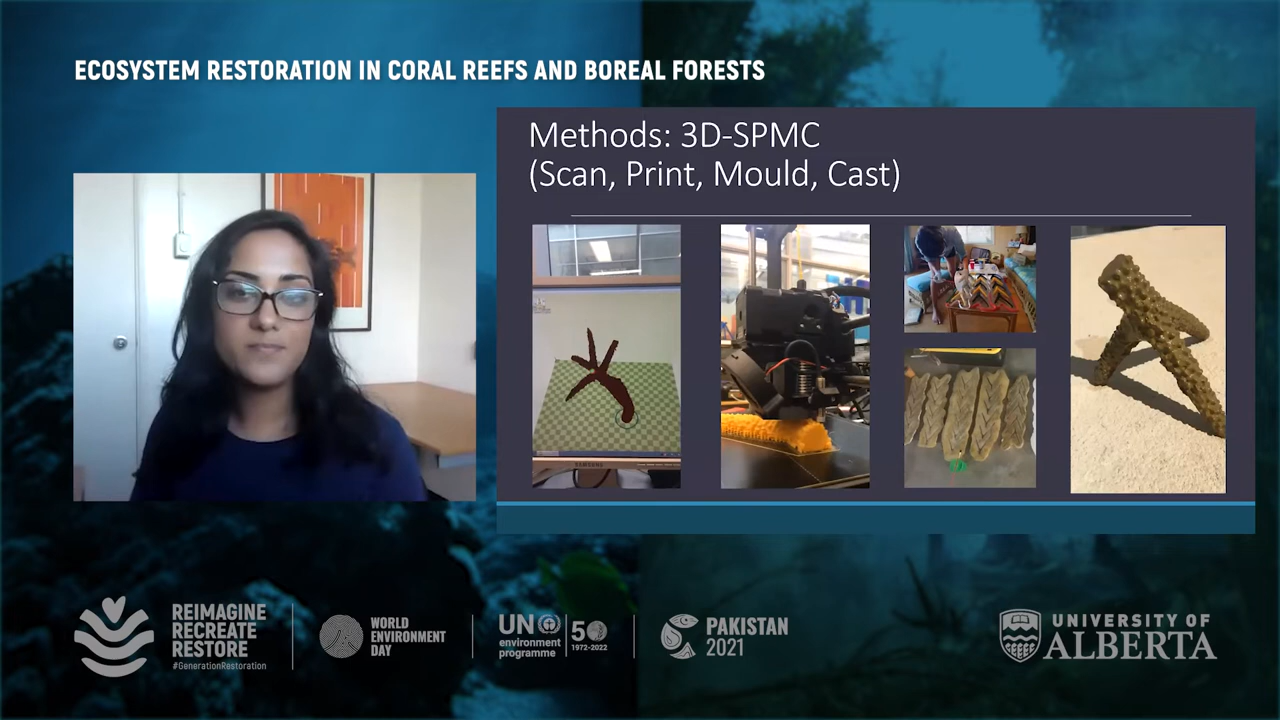 ECOSYSTEM RESTORATION IN CORAL REEFS AND BOREAL FORESTS
Methods: 3D-SPMC
(Scan, Print, Mould, Cast)
SAMSUNG
REIMAGINE
RECREATE
RESTORE
#GenerationRestoration
WORLD
ENVIRONMENT
DAY
UN
environment
programme
50
1972-2022
PAKISTAN
2021
UNIVERSITY OF
ALBERTA